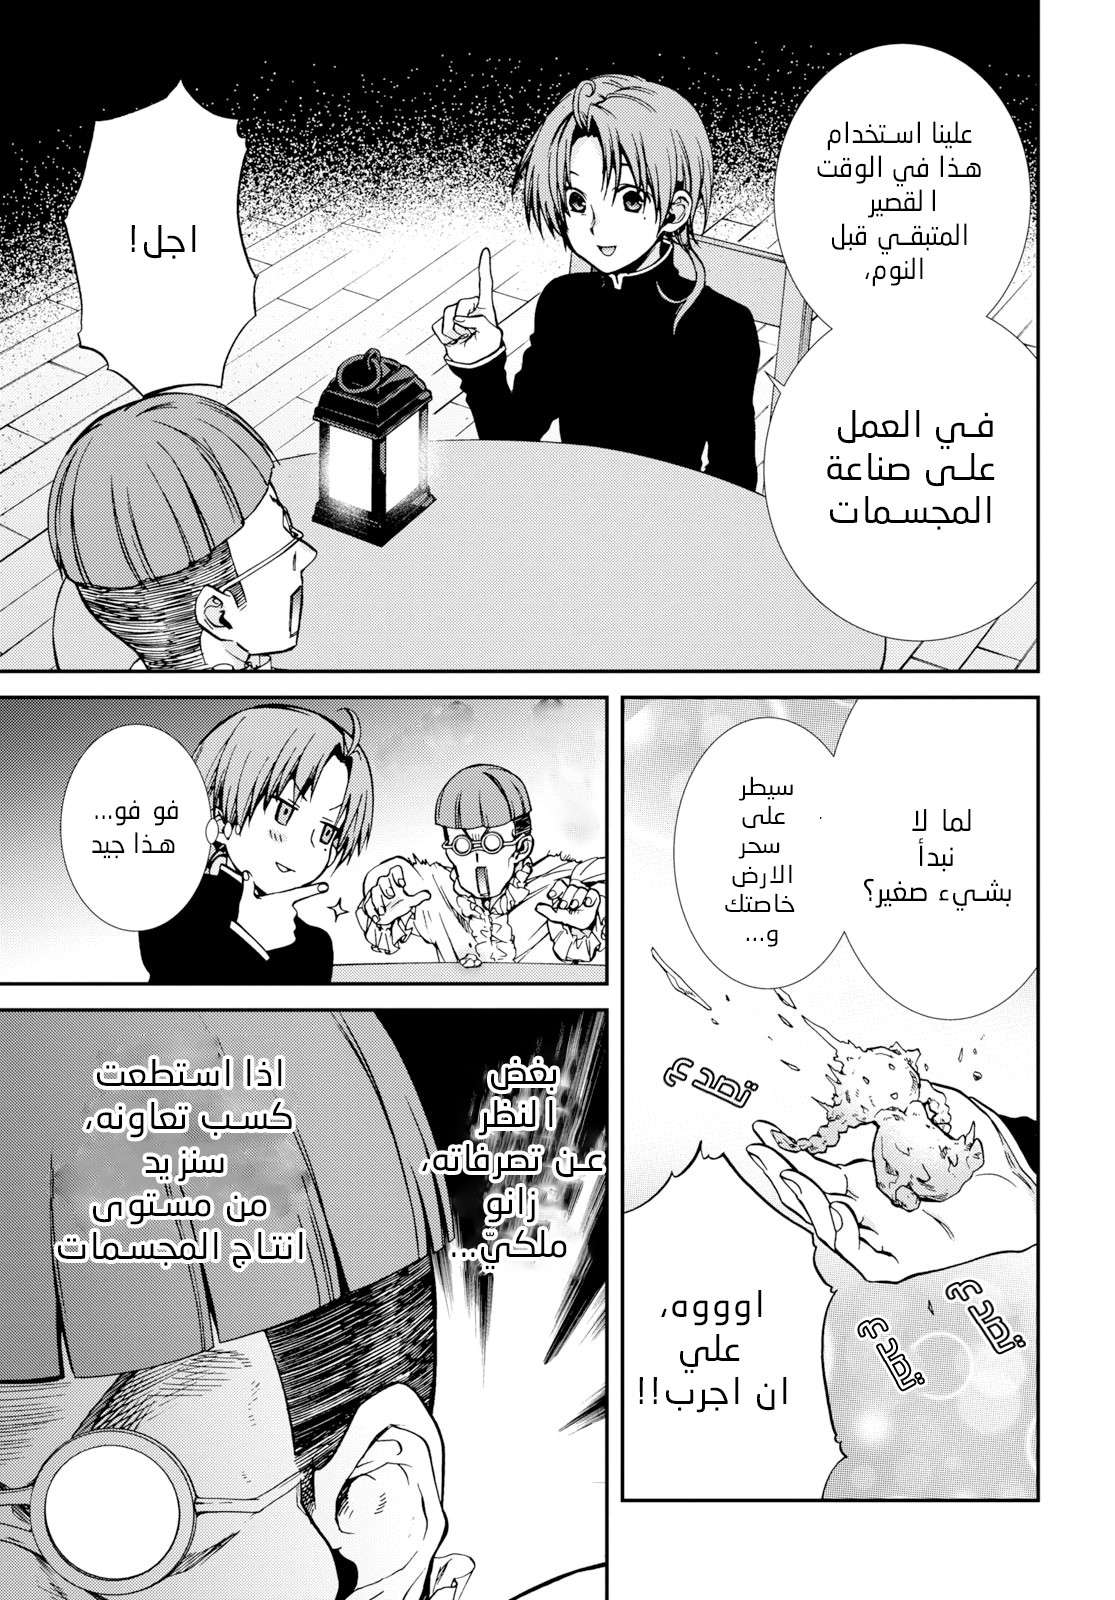 علينا استخدام
هذا في الوقت
القصير
المتبقي قبل
النوم،
في العمل
على صناعة
المجسمات
اجل!
لما لا
نبدأ
بشيء صغير؟
سيطر
على
سحر
الارض
خاصتك
و...
تصدع
تصدع
تصدع
اوووه،
علي
ان اجرب!!
فو فو...
هذا جيد
بغض
النظر
عن تصرفاته،
زانو
ملكيّ...
اذا استطعت
كسب تعاونه،
سنزيد
من مستوى
انتاج المجسمات